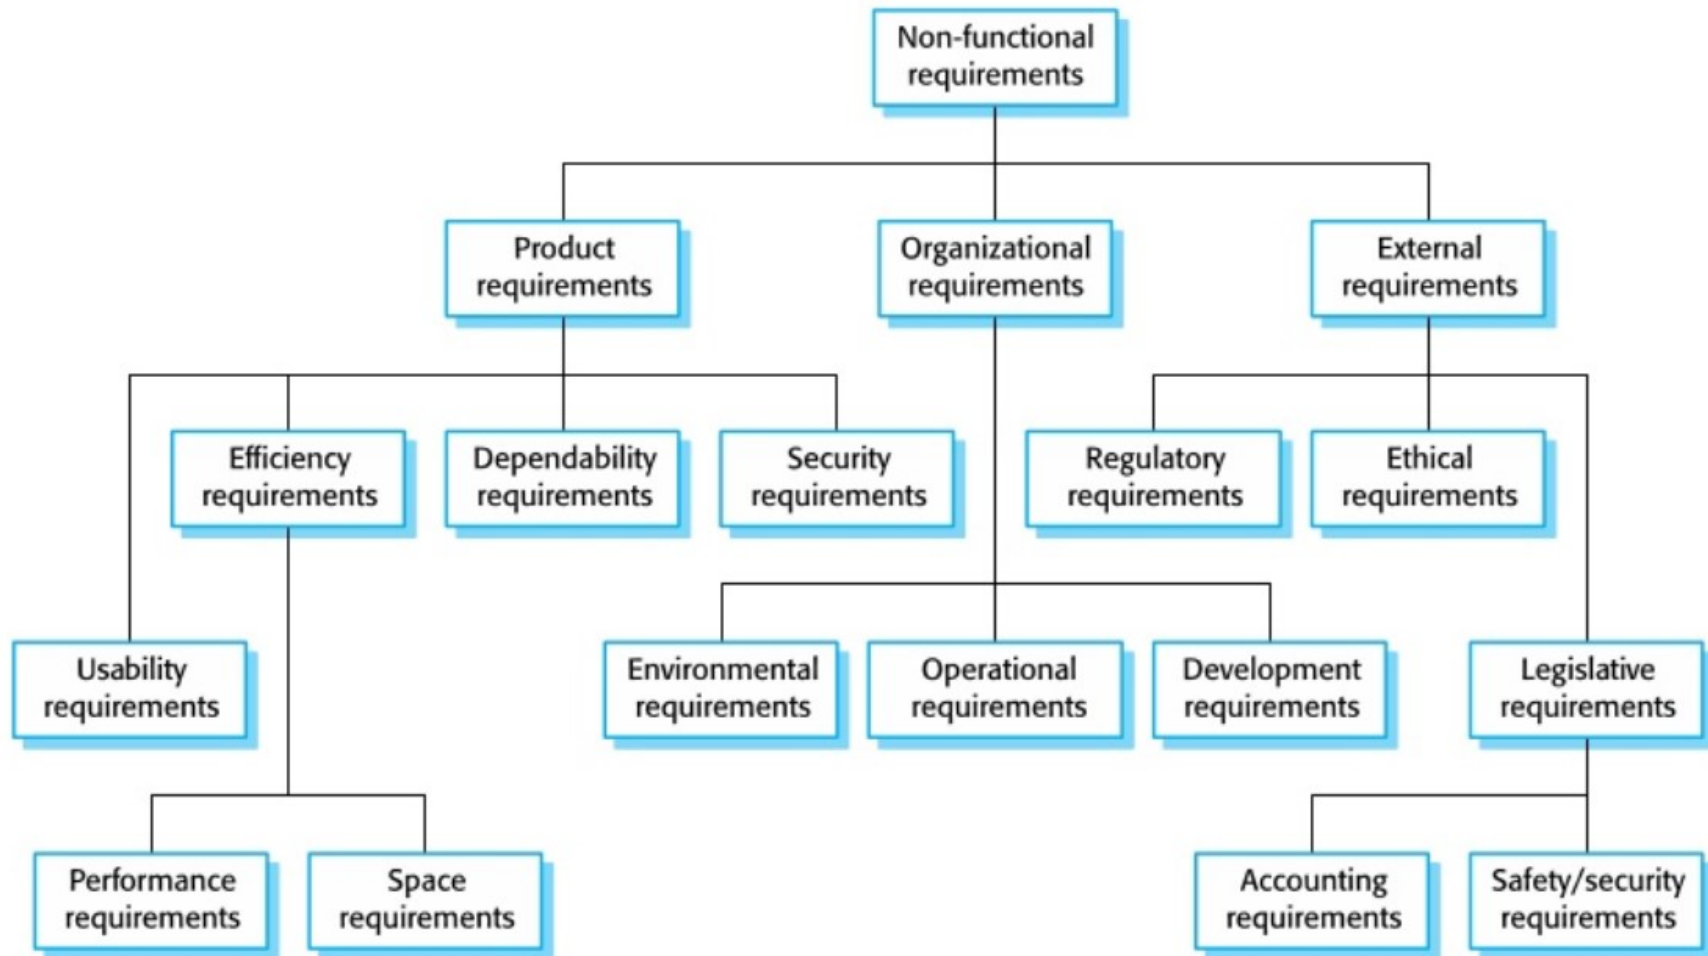 Non-functional
requirements
Product
requirements
Organizational
requirements
External
requirements
Efficiency
requirements
Dependability
requirements
Security
requirements
Regulatory
requirements
Ethical
requirements
Usability
requirements
Environmental
requirements
Operational
requirements
Development
requirements
Legislative
requirements
Performance
requirements
Space
requirements
Accounting
requirements
Safety/security
requirements